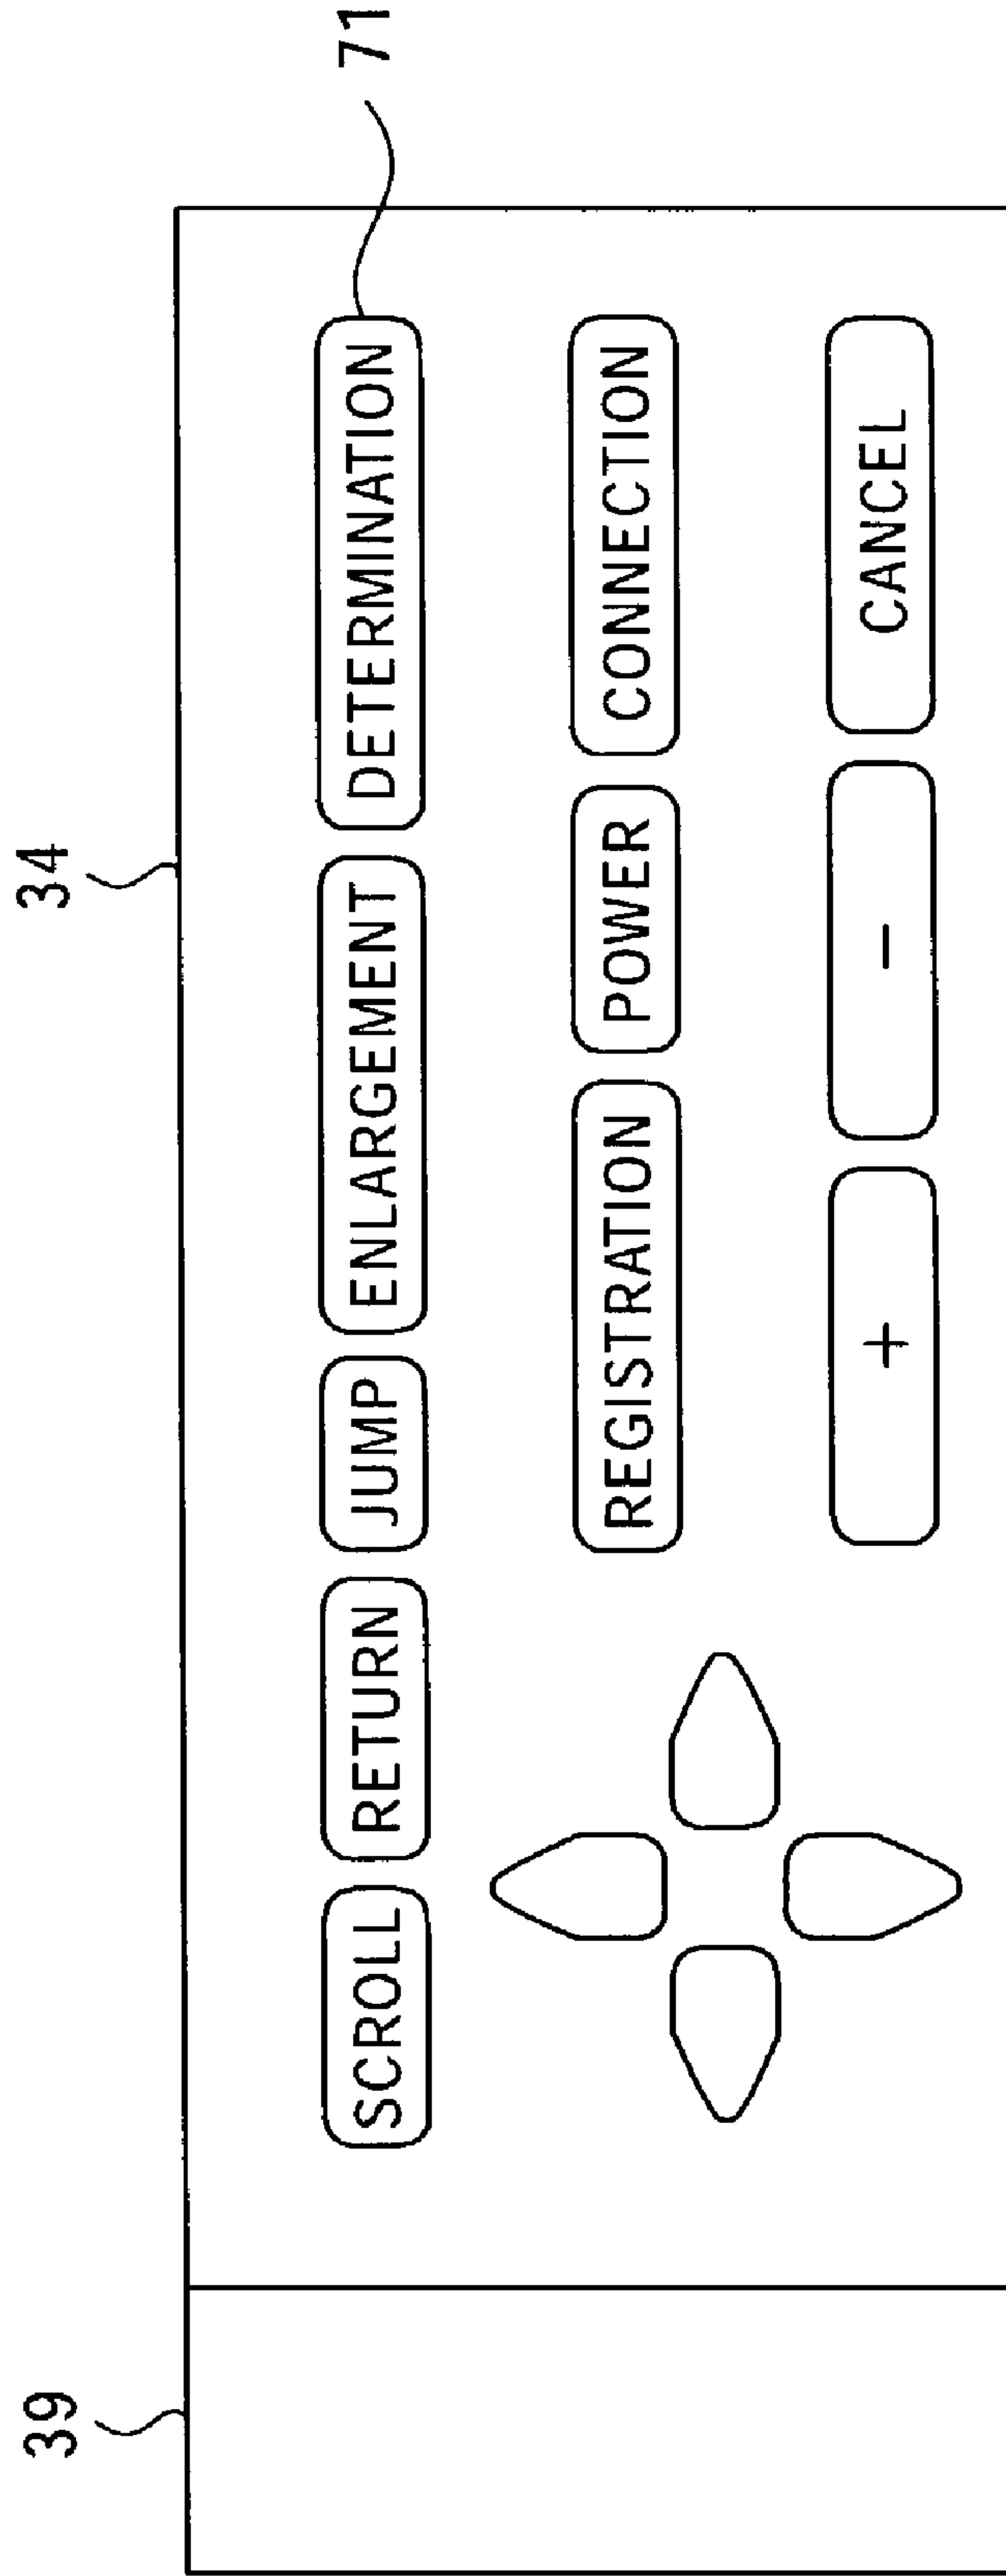 39
34
71
SCROLL RETURN JUMP ENLARGEMENT DETERMINATION
REGISTRATION POWER CONNECTION
+ − CANCEL